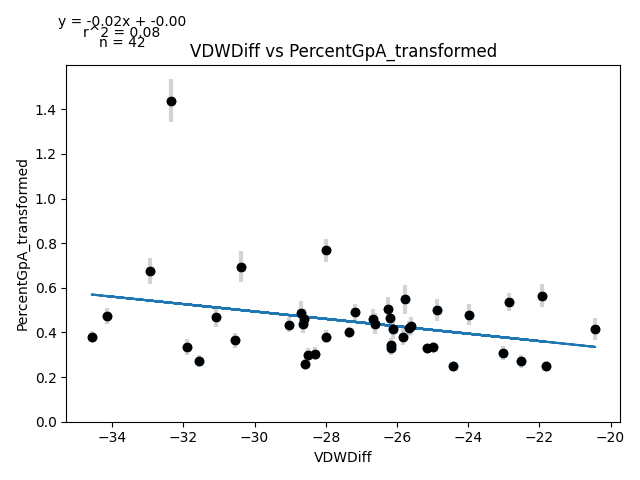 y = -0.02x + -0.00
r^2 = 0.08
n = 42
VDWDiff vs PercentGpA_transformed
PercentGpA_transformed
1.4
1.2
1.0
0.8
0.6
0.4
0.2
0.0
−34 −32 −30 −28 −26 −24 −22 −20
VDWDiff